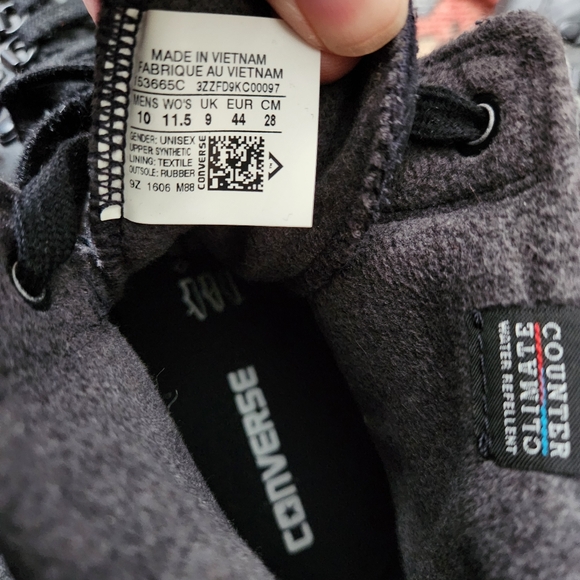 MADE IN VIETNAM
FABRIQUE AU VIETNAM
153665C 3ZZFD9KC00097
MENS WO'S UK EUR CM
10 11.5 9 44 28
GENDER: UNISEX
UPPER: SYNTHETIC
LINING: TEXTILE
OUTSOLE: RUBBER
9Z 1606 M88
CONVERSE
COUNTER
CLIMATE
WATER REPELLENT
CONVERSE